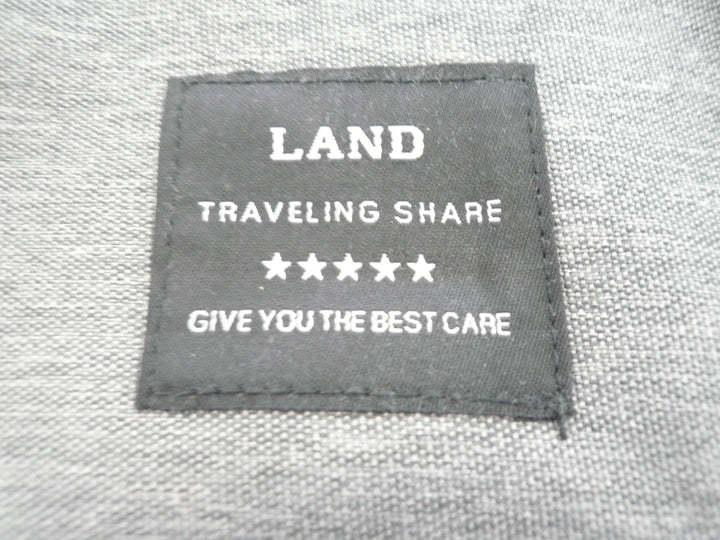 LAND
TRAVELING SHARE
★★★★★
GIVE YOU THE BEST CARE